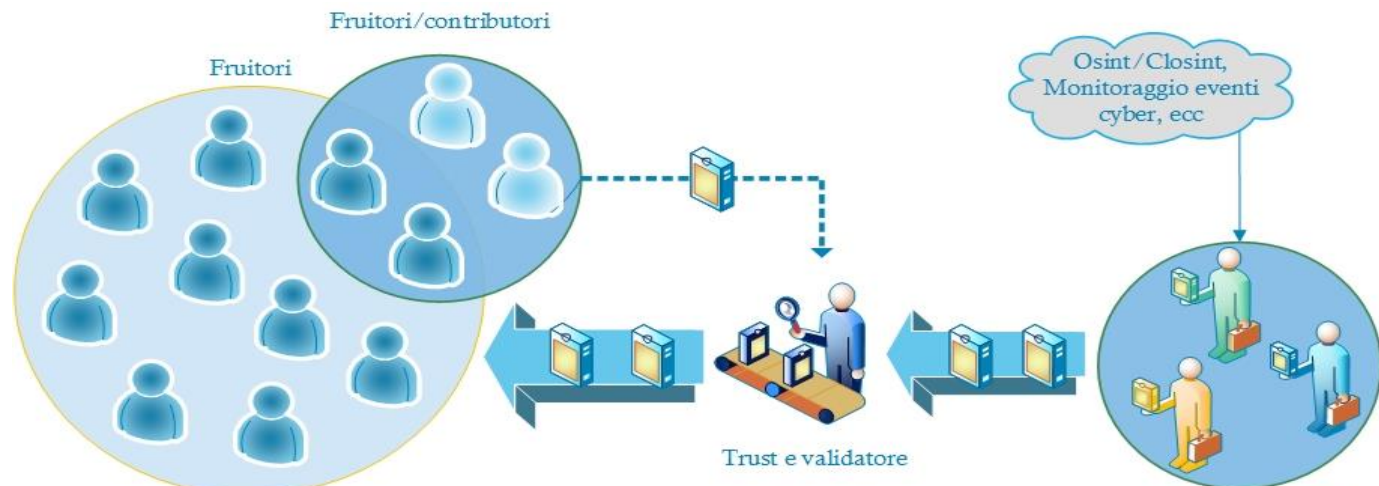 Fruitori/contributori
Fruitori
Osint/Closint,
Monitoraggio eventi
cyber, ecc
Trust e validatore